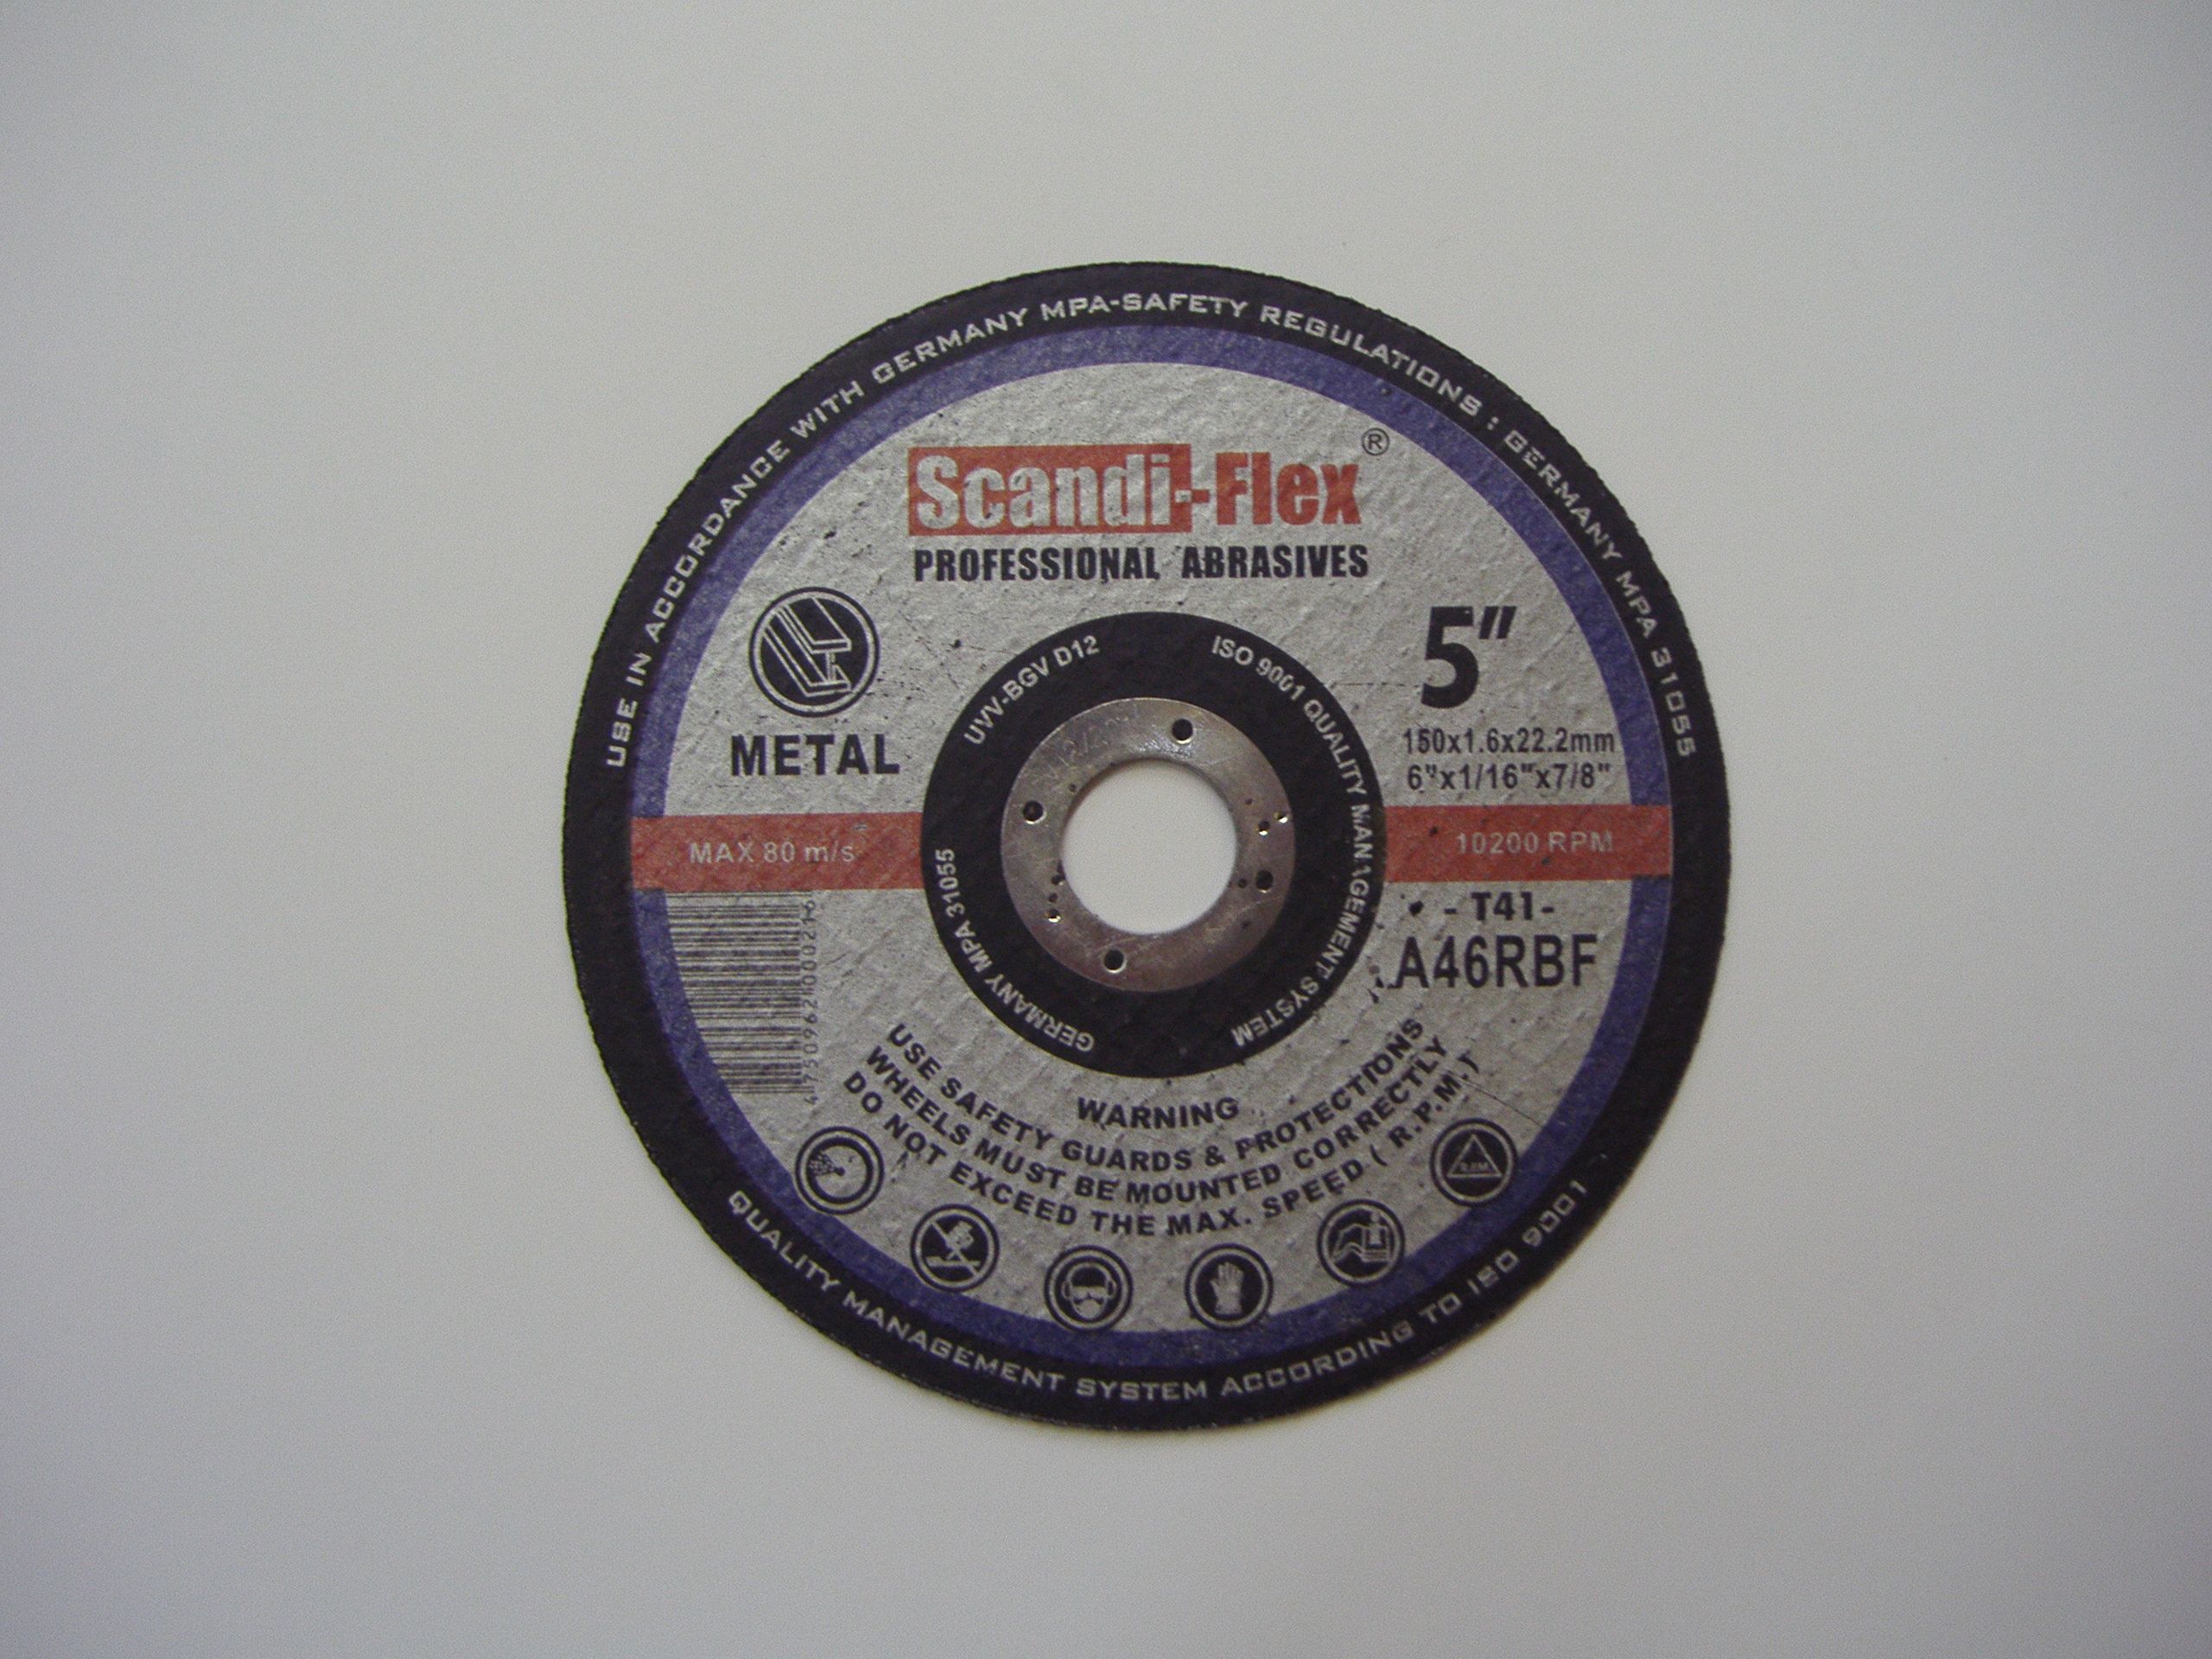 USE IN ACCORDANCE WITH GERMANY MPA-SAFETY REGULATIONS : GERMANY MPA 31055
Scandi-Flex®
PROFESSIONAL ABRASIVES
METAL
5"
150x1.6x22.2mm
6"x1/16"x7/8"
UVV-BGV D12
ISO 9001 QUALITY MANAGEMENT SYSTEM
GERMANY MPA 31055
MAX 80 m/s
10200 RPM
- T41-
A46RBF
4 750962 000216
WARNING
USE SAFETY GUARDS & PROTECTIONS
WHEELS MUST BE MOUNTED CORRECTLY
DO NOT EXCEED THE MAX. SPEED ( R.P.M.)
QUALITY MANAGEMENT SYSTEM ACCORDING TO ISO 9001